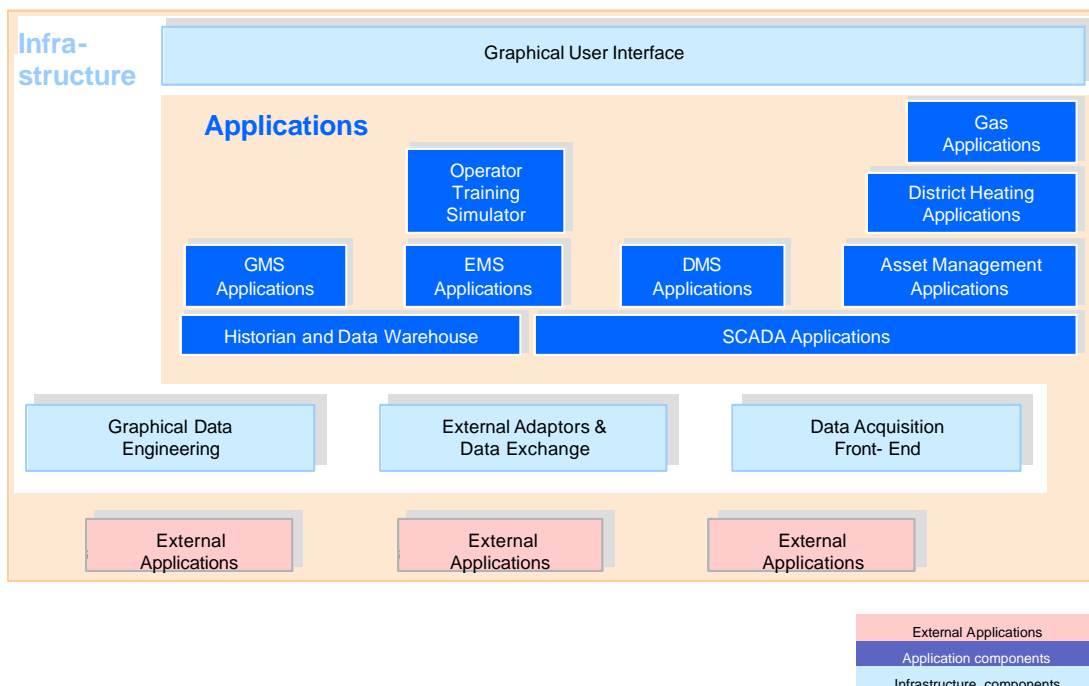 Infra-
structure
Graphical User Interface
Applications
Gas
Applications
Operator
Training
Simulator
District Heating
Applications
GMS
Applications
EMS
Applications
DMS
Applications
Asset Management
Applications
Historian and Data Warehouse
SCADA Applications
Graphical Data
Engineering
External Adaptors &
Data Exchange
Data Acquisition
Front- End
External
Applications
External
Applications
External
Applications
External Applications
Application components
Infrastructure components